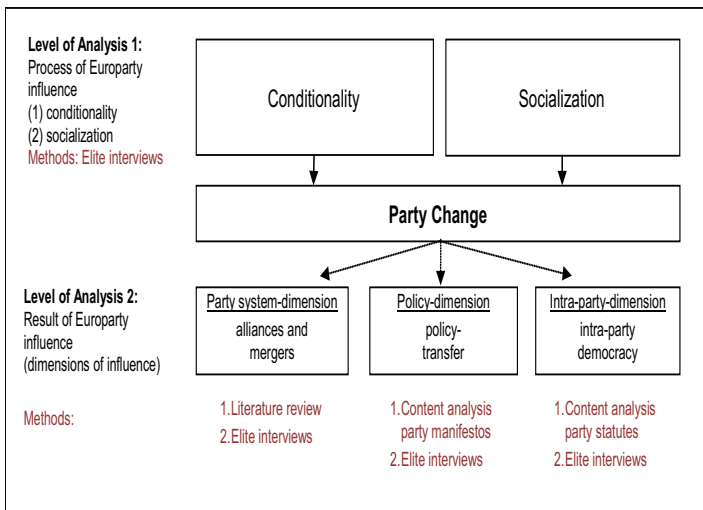 Level of Analysis 1:
Process of Europarty
influence
(1) conditionality
(2) socialization
Methods: Elite interviews
Conditionality
Socialization
Party Change
Level of Analysis 2:
Result of Europarty
influence
(dimensions of influence)
Party system-dimension
alliances and
mergers
Policy-dimension
policy-
transfer
Intra-party-dimension
intra-party
democracy
Methods:
1.Literature review
2.Elite interviews
1.Content analysis
party manifestos
2.Elite interviews
1.Content analysis
party statutes
2.Elite interviews